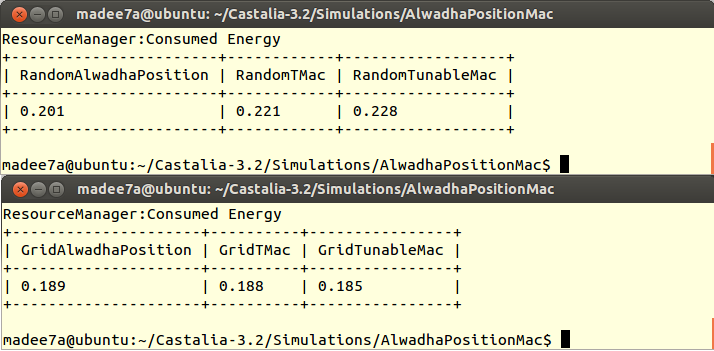 madee7a@ubuntu: ~/Castalia-3.2/Simulations/AlwadhaPositionMac
ResourceManager:Consumed Energy
+-----------------------+------------+------------------+
| RandomAlwadhaPosition | RandomTMac | RandomTunableMac |
+-----------------------+------------+------------------+
| 0.201                 | 0.221      | 0.228            |
+-----------------------+------------+------------------+
madee7a@ubuntu:~/Castalia-3.2/Simulations/AlwadhaPositionMac$
madee7a@ubuntu: ~/Castalia-3.2/Simulations/AlwadhaPositionMac
ResourceManager:Consumed Energy
+---------------------+----------+----------------+
| GridAlwadhaPosition | GridTMac | GridTunableMac |
+---------------------+----------+----------------+
| 0.189               | 0.188    | 0.185          |
+---------------------+----------+----------------+
madee7a@ubuntu:~/Castalia-3.2/Simulations/AlwadhaPositionMac$